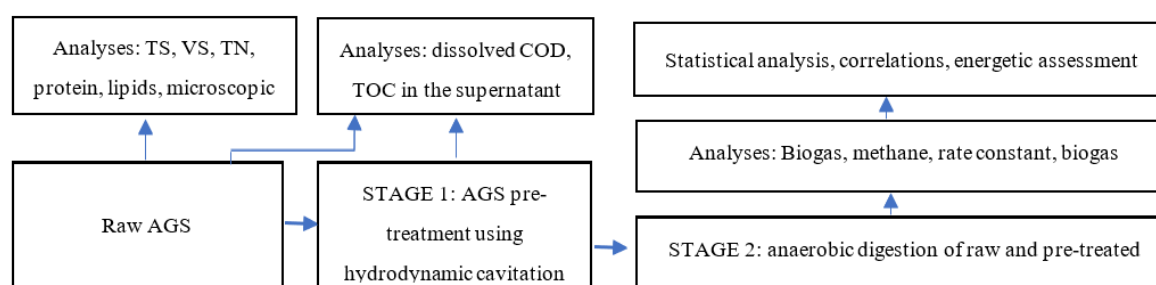 Analyses: TS, VS, TN,
protein, lipids, microscopic
Analyses: dissolved COD,
TOC in the supernatant
Statistical analysis, correlations, energetic assessment
Analyses: Biogas, methane, rate constant, biogas
Raw AGS
STAGE 1: AGS pre-
treatment using
hydrodynamic cavitation
STAGE 2: anaerobic digestion of raw and pre-treated